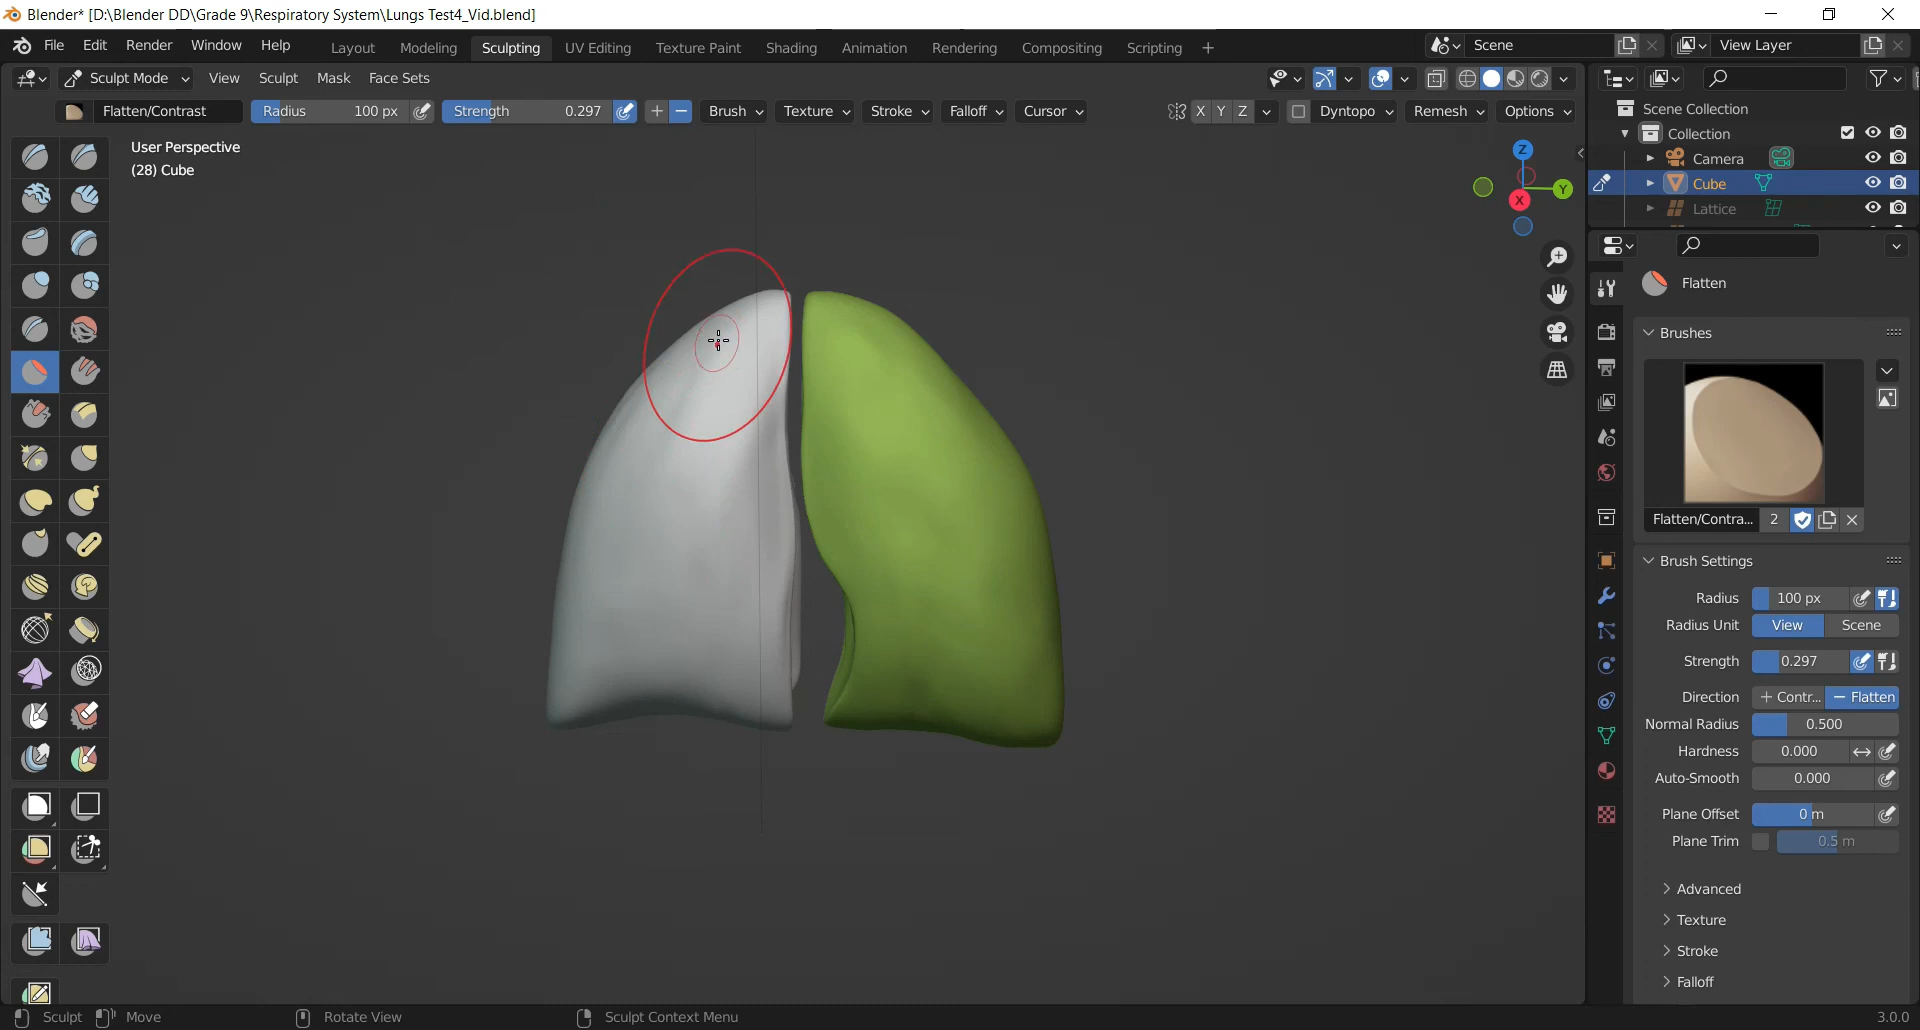 Blender* [D:\Blender DD\Grade 9\Respiratory System\Lungs Test4_Vid.blend]
File Edit Render Window Help Layout Modeling Sculpting UV Editing Texture Paint Shading Animation Rendering Compositing Scripting + Scene View Layer
Sculpt Mode View Sculpt Mask Face Sets
Flatten/Contrast Radius 100 px Strength 0.297 + − Brush Texture Stroke Falloff Cursor X Y Z Dyntopo Remesh Options
User Perspective
(28) Cube
Z
Y
X
Scene Collection
Collection
Camera
Cube
Lattice
Flatten
Brushes
Flatten/Contra... 2
Brush Settings
Radius 100 px
Radius Unit View Scene
Strength 0.297
Direction + Contr... − Flatten
Normal Radius 0.500
Hardness 0.000
Auto-Smooth 0.000
Plane Offset 0 m
Plane Trim 0.5 m
Advanced
Texture
Stroke
Falloff
Sculpt Move Rotate View Sculpt Context Menu 3.0.0